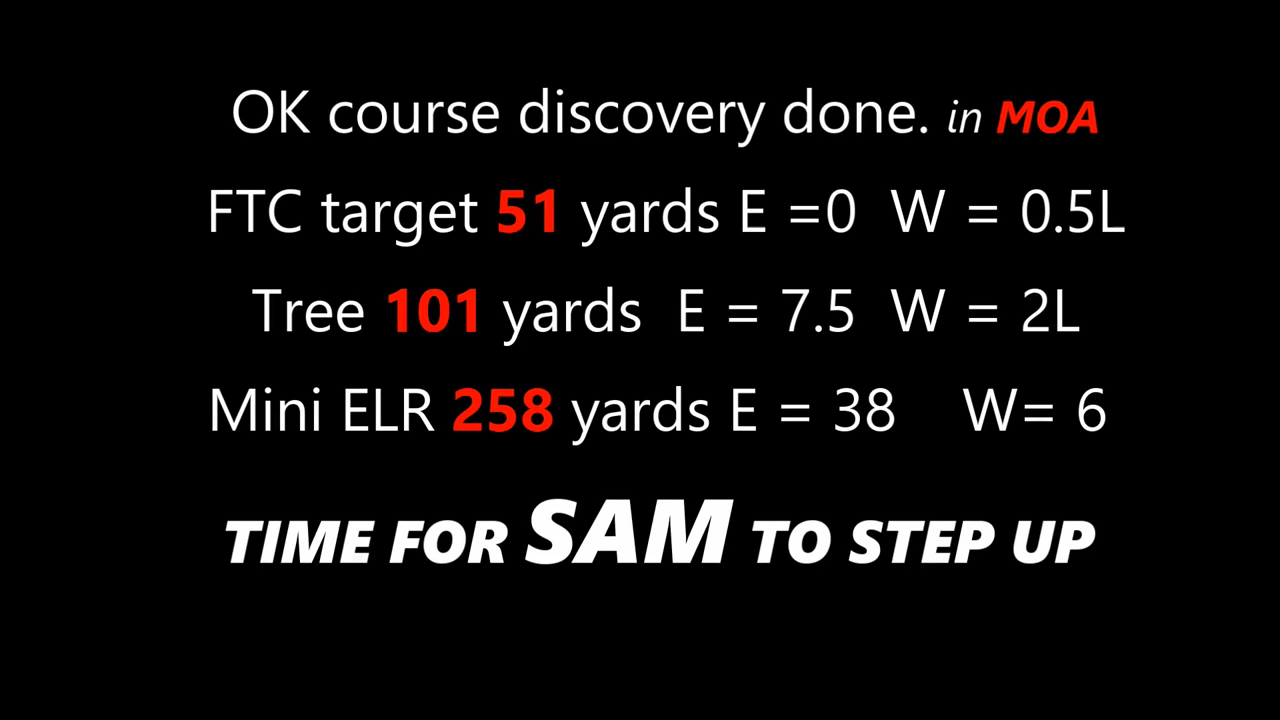 OK course discovery done. in MOA
FTC target 51 yards E =0 W = 0.5L
Tree 101 yards E = 7.5 W = 2L
Mini ELR 258 yards E = 38 W= 6
TIME FOR SAM TO STEP UP